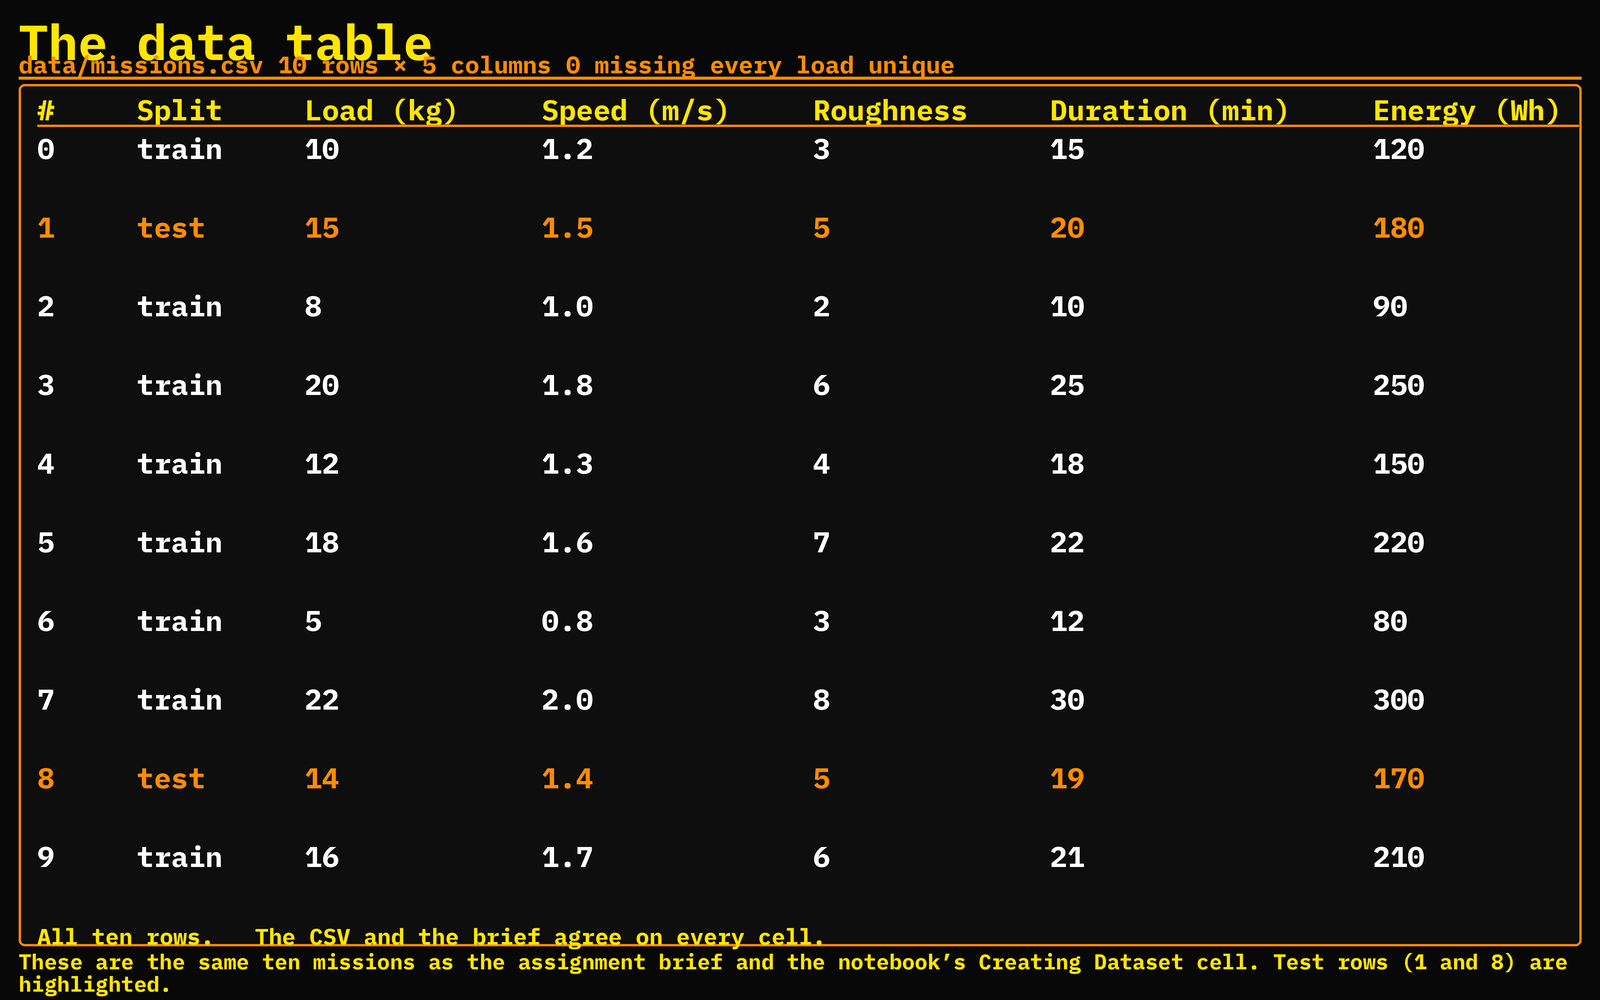 The data table
data/missions.csv 10 rows × 5 columns 0 missing every load unique
# Split Load (kg) Speed (m/s) Roughness Duration (min) Energy (Wh)
0 train 10 1.2 3 15 120
1 test 15 1.5 5 20 180
2 train 8 1.0 2 10 90
3 train 20 1.8 6 25 250
4 train 12 1.3 4 18 150
5 train 18 1.6 7 22 220
6 train 5 0.8 3 12 80
7 train 22 2.0 8 30 300
8 test 14 1.4 5 19 170
9 train 16 1.7 6 21 210
All ten rows. The CSV and the brief agree on every cell.
These are the same ten missions as the assignment brief and the notebook’s Creating Dataset cell. Test rows (1 and 8) are
highlighted.